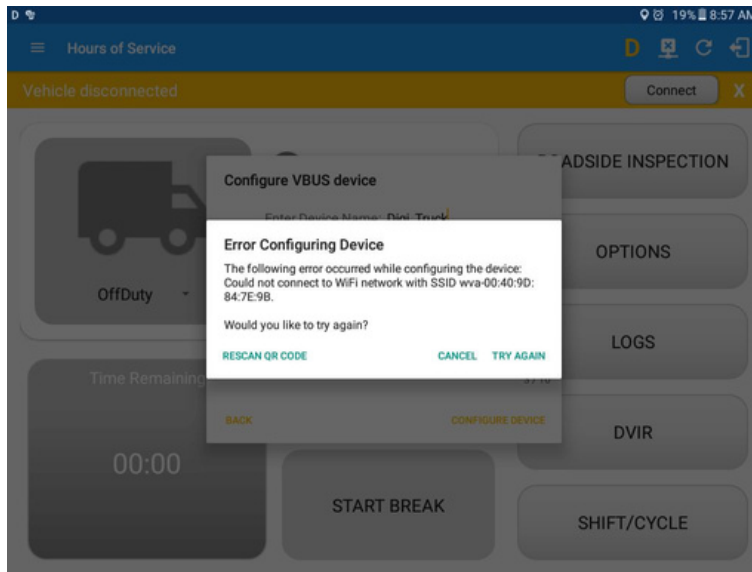 D
19% 8:57 AM
Hours of Service
D
Vehicle disconnected
Connect
X
Configure VBUS device
Enter Device Name: Digi_Truck
Error Configuring Device
The following error occurred while configuring the device:
Could not connect to WiFi network with SSID wva-00:40:9D:
84:7E:9B.
Would you like to try again?
RESCAN QR CODE
CANCEL
TRY AGAIN
BACK
CONFIGURE DEVICE
OffDuty
Time Remaining
00:00
START BREAK
ADSIDE INSPECTION
OPTIONS
LOGS
DVIR
SHIFT/CYCLE